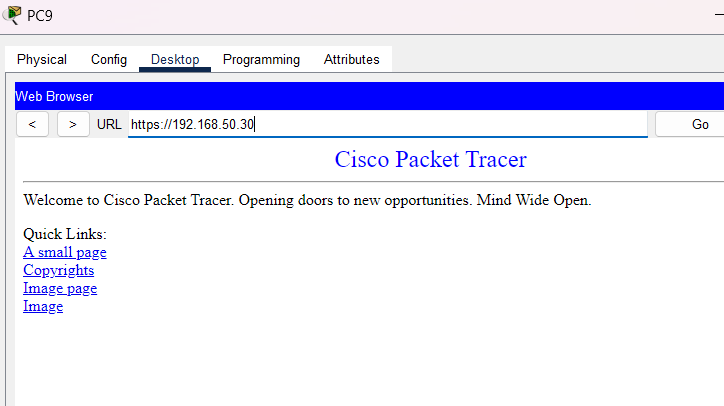 PC9
Physical Config Desktop Programming Attributes
Web Browser
< > URL https://192.168.50.30 Go
Cisco Packet Tracer
Welcome to Cisco Packet Tracer. Opening doors to new opportunities. Mind Wide Open.
Quick Links:
A small page
Copyrights
Image page
Image